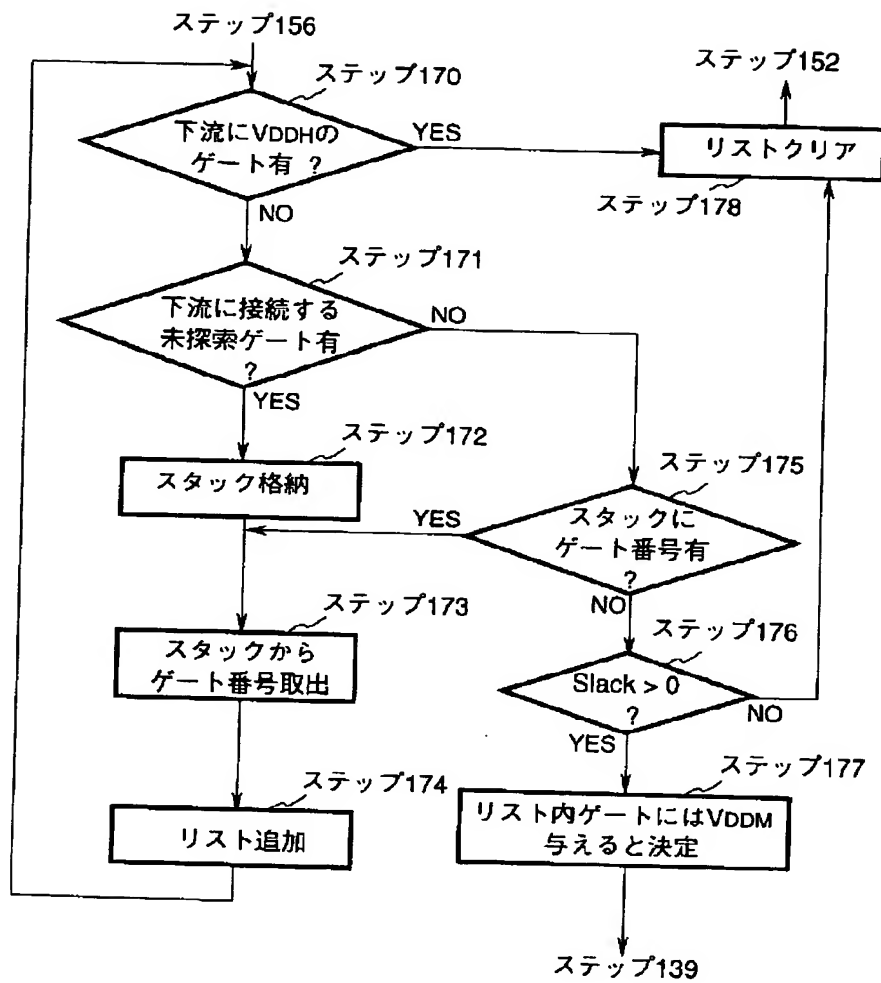 ステップ156
ステップ170
下流にVDDHの
ゲート有 ?
YES
NO
ステップ152
リストクリア
ステップ178
ステップ171
下流に接続する
未探索ゲート有
?
NO
YES
ステップ172
スタック格納
ステップ175
スタックに
ゲート番号有
?
YES
NO
ステップ173
スタックから
ゲート番号取出
ステップ176
Slack > 0
?
NO
YES
ステップ174
リスト追加
ステップ177
リスト内ゲートにはVDDM
与えると決定
ステップ139